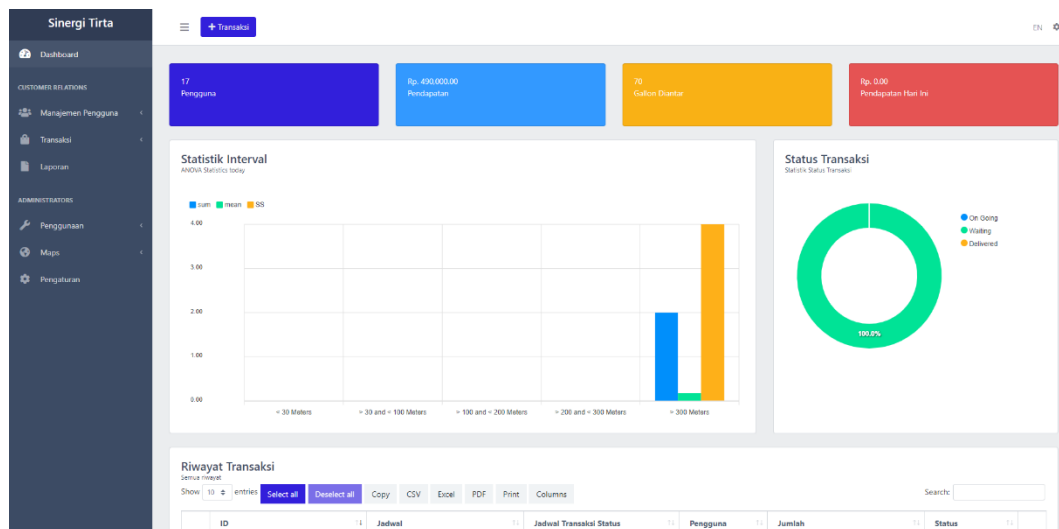 Sinergi Tirta
+ Transaksi
EN
Dashboard
CUSTOMER RELATIONS
Manajemen Pengguna
Transaksi
Laporan
ADMINISTRATORS
Penggunaan
Maps
Pengaturan
17
Pengguna
Rp. 490,000.00
Pendapatan
70
Gallon Diantar
Rp. 0.00
Pendapatan Hari Ini
Statistik Interval
ANOVA Statistics today
sum mean SS
4.00
3.00
2.00
1.00
0.00
< 30 Meters > 30 and < 100 Meters > 100 and < 200 Meters > 200 and < 300 Meters > 300 Meters
Status Transaksi
Statistik Status Transaksi
On Going
Waiting
Delivered
100.0%
Riwayat Transaksi
Semua riwayat
Show 10 entries Select all Deselect all Copy CSV Excel PDF Print Columns Search:
ID Jadwal Jadwal Transaksi Status Pengguna Jumlah Status